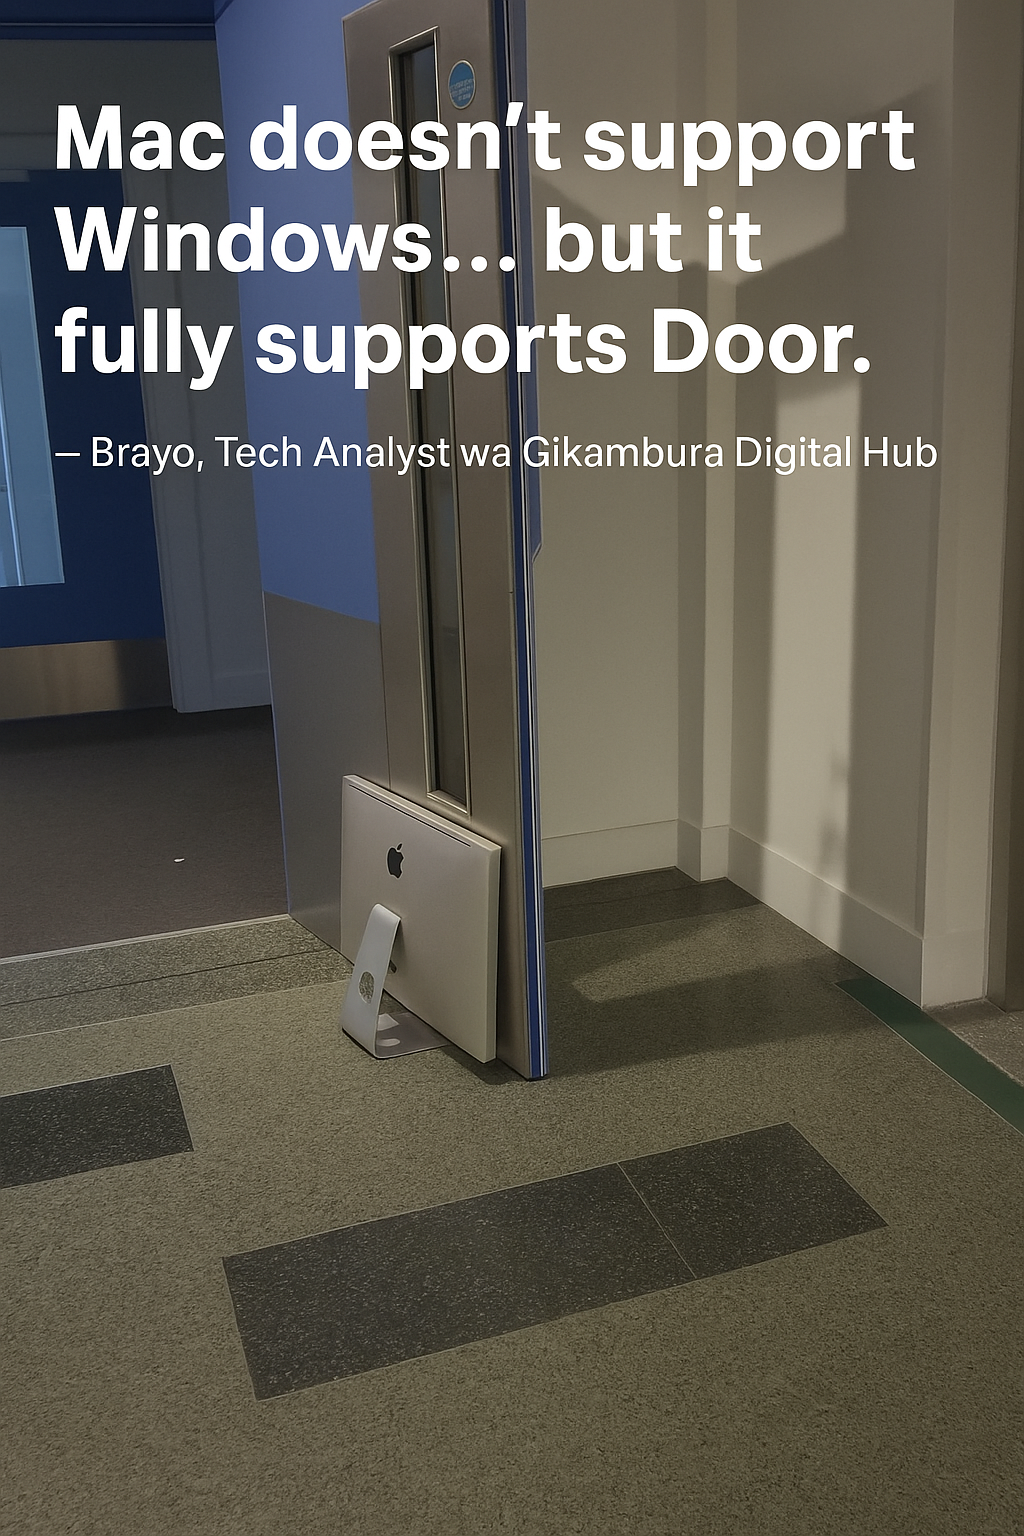 Mac doesn’t support
Windows... but it
fully supports Door.
– Brayo, Tech Analyst wa Gikambura Digital Hub